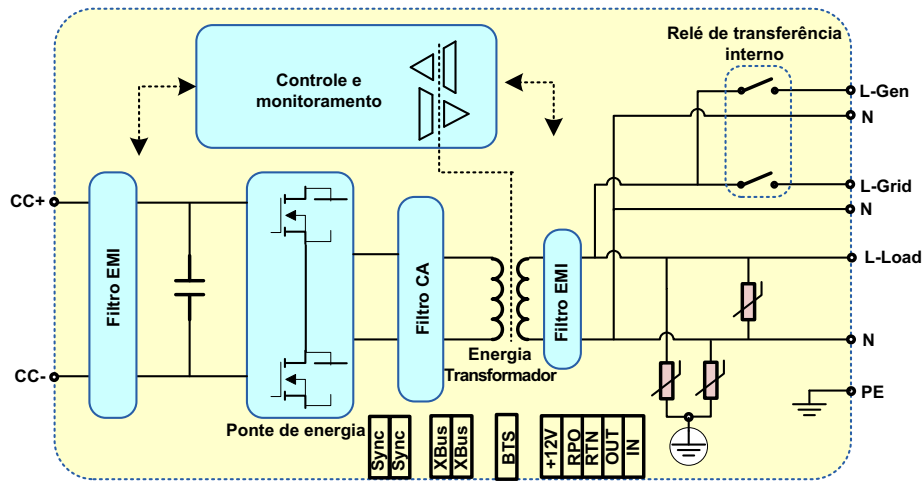 Relé de transferência
interno
Controle e
monitoramento
L-Gen
N
L-Grid
N
CC+
Filtro EMI
Filtro CA
Filtro EMI
L-Load
N
Energia
Transformador
CC-
PE
Ponte de energia
Sync
Sync
XBus
XBus
BTS
+12V
RPO
RTN
OUT
IN